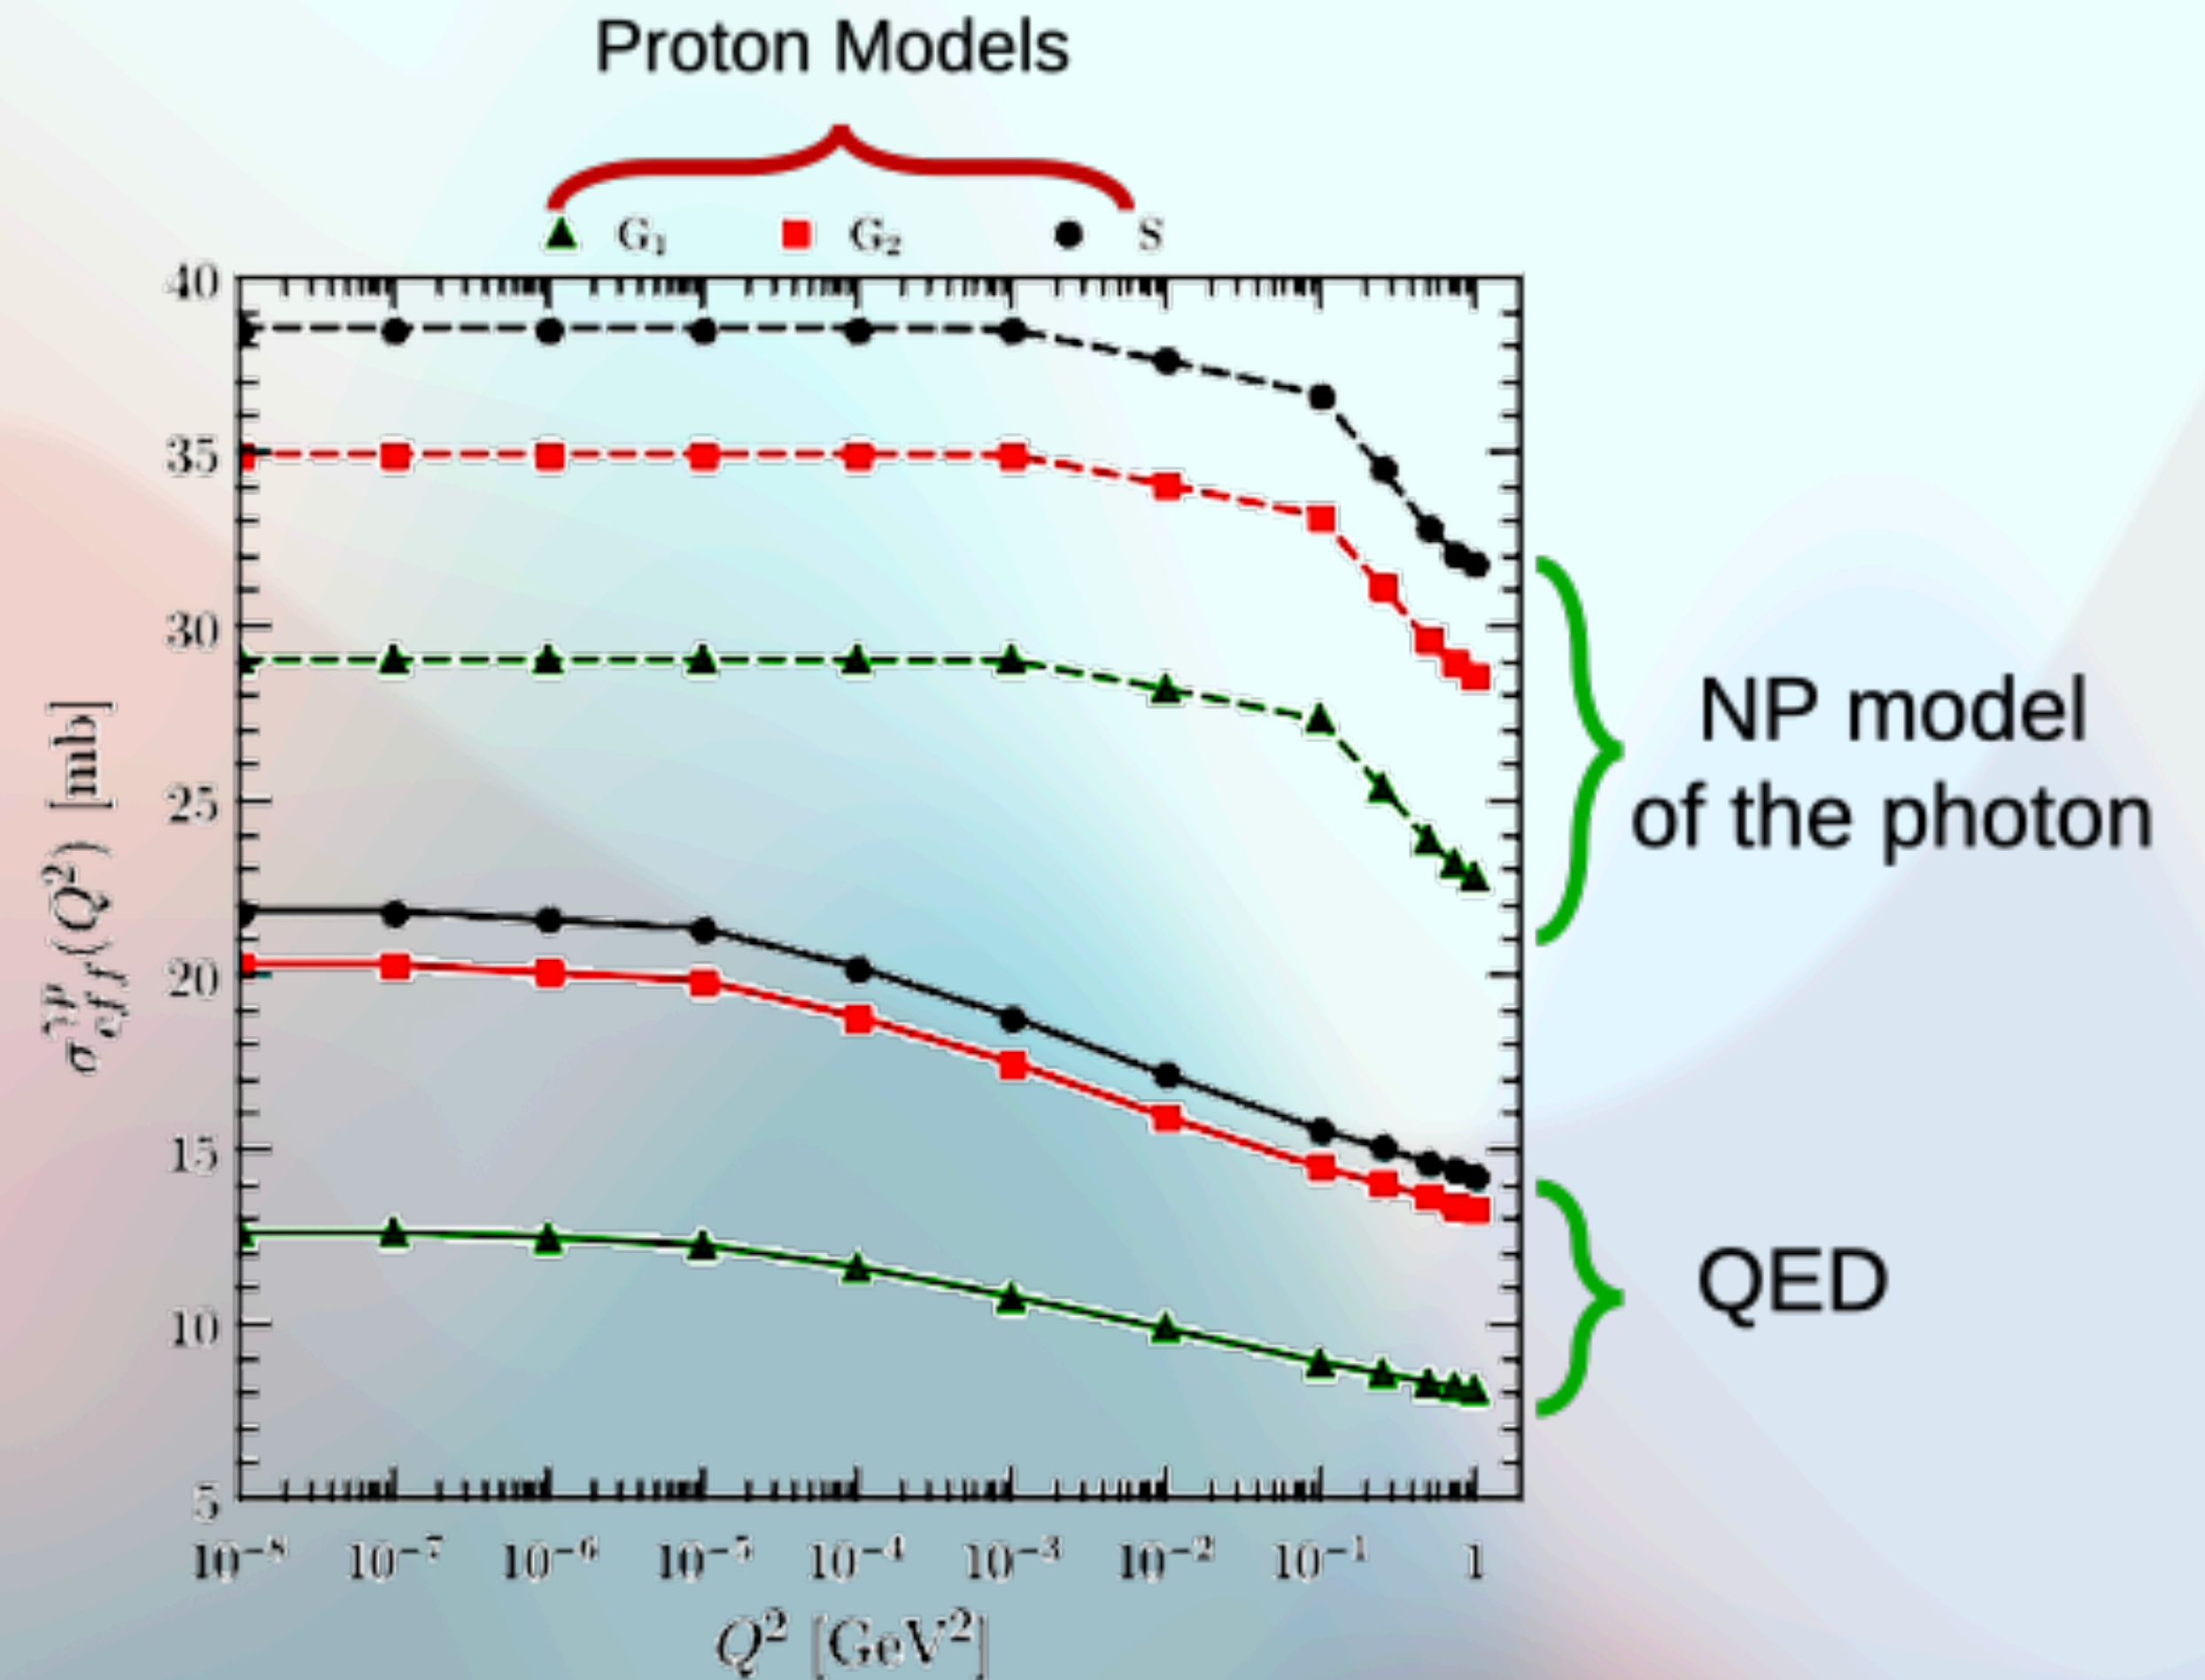 Proton Models
G₁ G₂ S
40
35
30
25
20
15
10
5
σ_eff^γp(Q²) [mb]
NP model
of the photon
QED
10⁻⁸ 10⁻⁷ 10⁻⁶ 10⁻⁵ 10⁻⁴ 10⁻³ 10⁻² 10⁻¹ 1
Q² [GeV²]